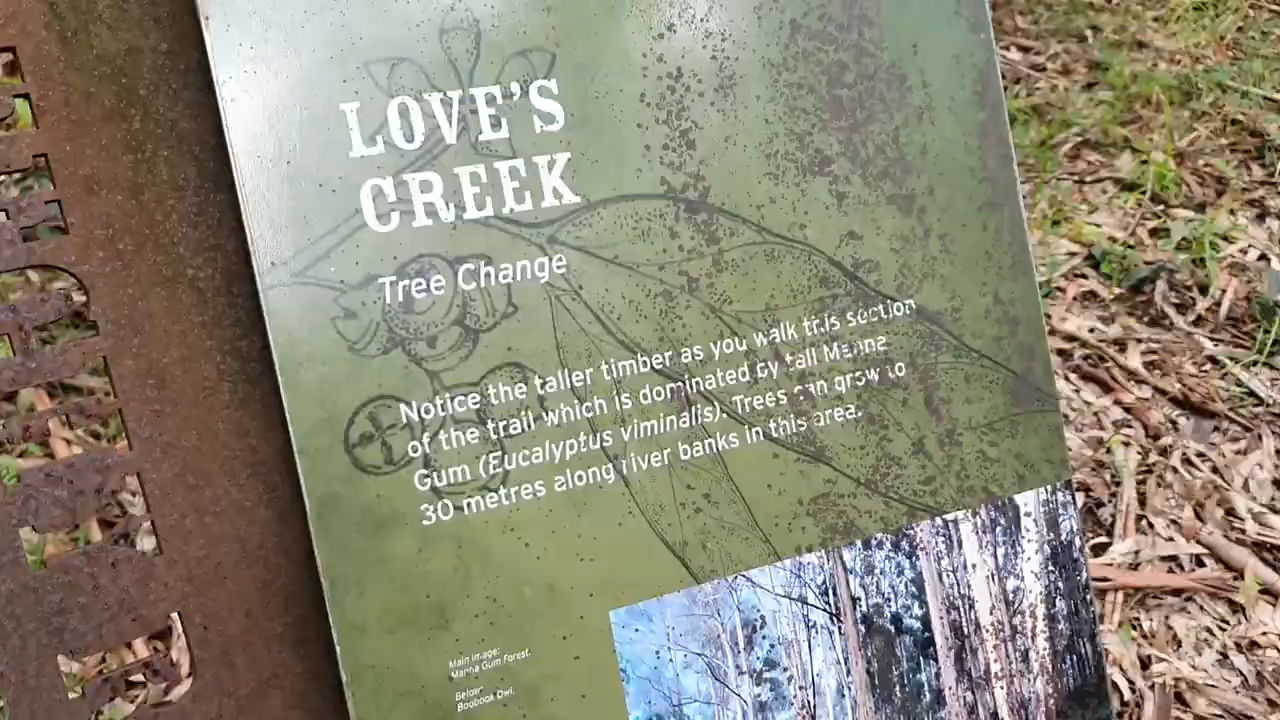 LOVE'S
CREEK
Tree Change
Notice the taller timber as you walk this section
of the trail which is dominated by tall Manna
Gum (Eucalyptus viminalis). Trees can grow to
30 metres along river banks in this area.
Main image:
Manna Gum Forest.
Below:
Boobook Owl.